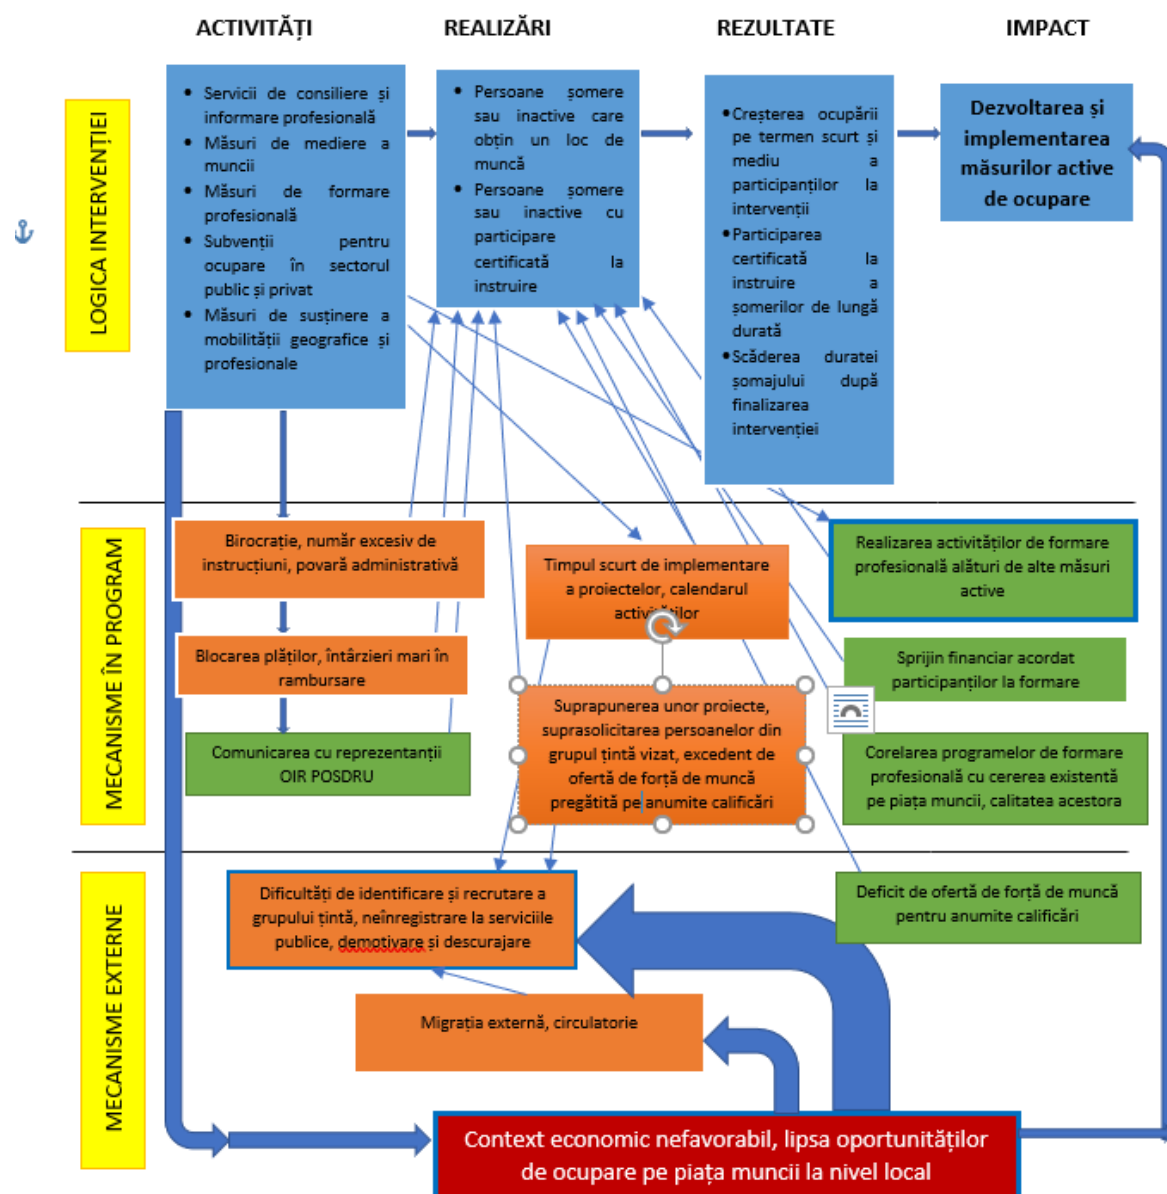 ACTIVITĂȚI
REALIZĂRI
REZULTATE
IMPACT
LOGICA INTERVENȚIEI
• Servicii de consiliere și
informare profesională
• Măsuri de mediere a
muncii
• Măsuri de formare
profesională
• Subvenții pentru
ocupare în sectorul
public și privat
• Măsuri de susținere a
mobilității geografice și
profesionale
• Persoane șomere
sau inactive care
obțin un loc de
muncă
• Persoane șomere
sau inactive cu
participare
certificată la
instruire
•Creșterea ocupării
pe termen scurt și
mediu a
participanților la
intervenții
•Participarea
certificată la
instruire a
șomerilor de lungă
durată
•Scăderea duratei
șomajului după
finalizarea
intervenției
Dezvoltarea și
implementarea
măsurilor active
de ocupare
MECANISME ÎN PROGRAM
Birocrație, număr excesiv de
instrucțiuni, povară administrativă
Blocarea plăților, întârzieri mari în
rambursare
Comunicarea cu reprezentanții
OIR POSDRU
Timpul scurt de implementare
a proiectelor, calendarul
activităților
Suprapunerea unor proiecte,
suprasolicitarea persoanelor din
grupul țintă vizat, excedent de
ofertă de forță de muncă
pregătită pe anumite calificări
Realizarea activităților de formare
profesională alături de alte măsuri
active
Sprijin financiar acordat
participanților la formare
Corelarea programelor de formare
profesională cu cererea existentă
pe piața muncii, calitatea acestora
MECANISME EXTERNE
Dificultăți de identificare și recrutare a
grupului țintă, neînregistrare la serviciile
publice, demotivare și descurajare
Deficit de ofertă de forță de muncă
pentru anumite calificări
Migrația externă, circulatorie
Context economic nefavorabil, lipsa oportunităților
de ocupare pe piața muncii la nivel local